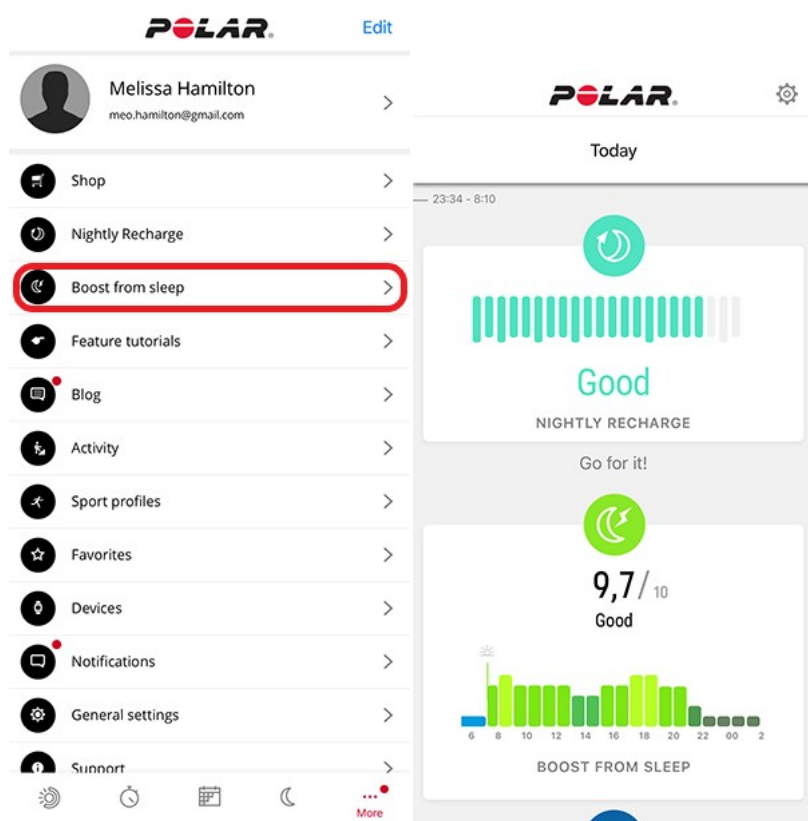 POLAR.
Edit
Melissa Hamilton
meo.hamilton@gmail.com
Shop
Nightly Recharge
Boost from sleep
Feature tutorials
Blog
Activity
Sport profiles
Favorites
Devices
Notifications
General settings
Support
More
POLAR.
Today
23:34 - 8:10
Good
NIGHTLY RECHARGE
Go for it!
9,7/10
Good
6 8 10 12 14 16 18 20 22 00 2
BOOST FROM SLEEP